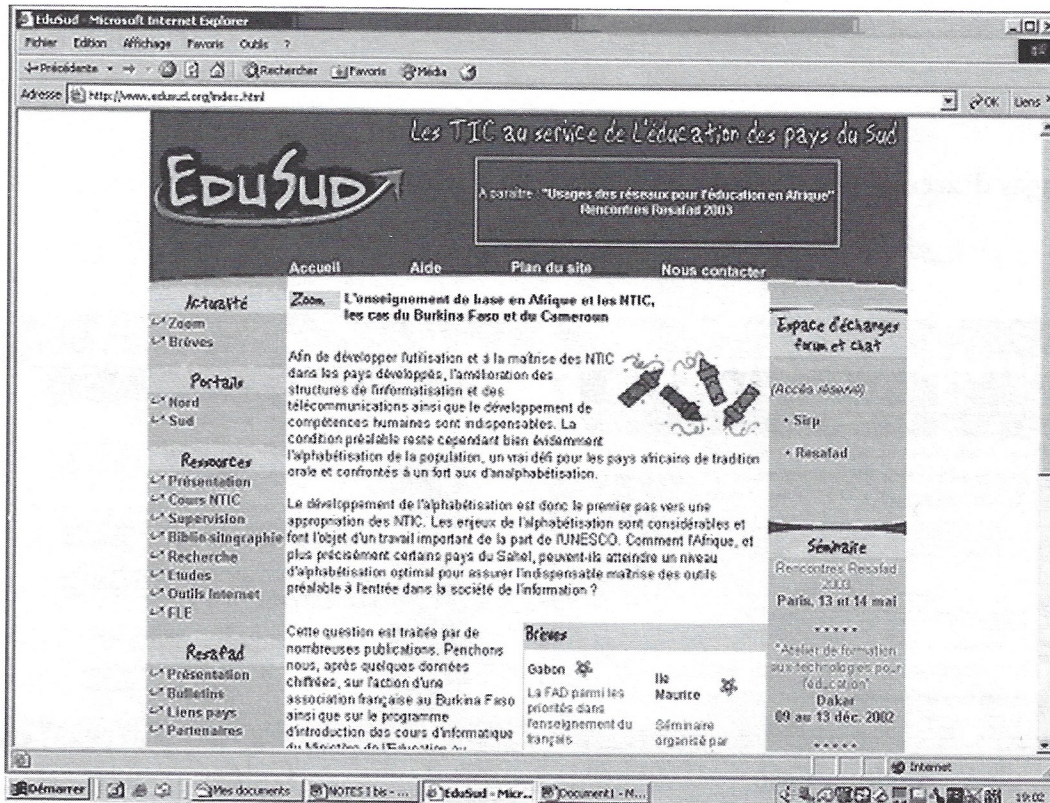 EduSud - Microsoft Internet Explorer
Fichier Edition Affichage Favoris Outils ?
Précédente Rechercher Favoris Média
Adresse http://www.edusud.org/index.html OK Liens
Les TIC au service de l'éducation des pays du Sud
EDUSUD
A paraître : "Usages des réseaux pour l'éducation en Afrique"
Rencontres Resafad 2003
Accueil Aide Plan du site Nous contacter
Actualité
Zoom
Brèves
Portails
Nord
Sud
Ressources
Présentation
Cours NTIC
Supervision
Biblio sitographie
Recherche
Etudes
Outils Internet
FLE
Resafad
Présentation
Bulletins
Liens pays
Partenaires
Zoom L'enseignement de base en Afrique et les NTIC,
les cas du Burkina Faso et du Cameroun
Afin de développer l'utilisation et à la maîtrise des NTIC
dans les pays développés, l'amélioration des
structures de l'informatisation et des
télécommunications ainsi que le développement de
compétences humaines sont indispensables. La
condition préalable reste cependant bien évidemment
l'alphabétisation de la population, un vrai défi pour les pays africains de tradition
orale et confrontés à un fort aux d'analphabétisation.
Le développement de l'alphabétisation est donc le premier pas vers une
appropriation des NTIC. Les enjeux de l'alphabétisation sont considérables et
font l'objet d'un travail important de la part de l'UNESCO. Comment l'Afrique, et
plus précisément certains pays du Sahel, peuvent-ils atteindre un niveau
d'alphabétisation optimal pour assurer l'indispensable maîtrise des outils
préalable à l'entrée dans la société de l'information ?
Cette question est traitée par de
nombreuses publications. Penchons
nous, après quelques données
chiffrées, sur l'action d'une
association française au Burkina Faso
ainsi que sur le programme
d'introduction des cours d'informatique
du Ministère de l'Education au
Brèves
Gabon
La FAD parmi les
priorités dans
l'enseignement du
français
Ile
Maurice
Séminaire
organisé par
Espace d'échanges
forum et chat
(Accès réservé)
• Sirp
• Resafad
Séminaire
Rencontres Resafad
2003
Paris, 13 et 14 mai
* * * * *
"Atelier de formation
aux technologies pour
l'éducation"
Dakar
09 au 13 déc. 2002
* * * * *
Internet
Démarrer Mes documents NOTES 1 bis - ... EduSud - Micr... Document1 - M... 19:02